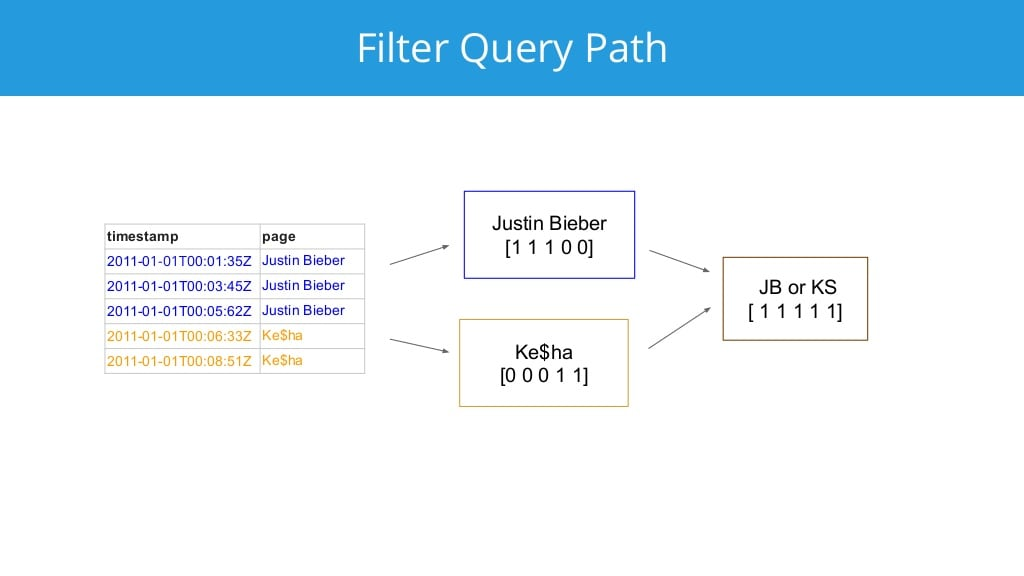 Filter Query Path
timestamp page
2011-01-01T00:01:35Z Justin Bieber
2011-01-01T00:03:45Z Justin Bieber
2011-01-01T00:05:62Z Justin Bieber
2011-01-01T00:06:33Z Ke$ha
2011-01-01T00:08:51Z Ke$ha
Justin Bieber
[1 1 1 0 0]
Ke$ha
[0 0 0 1 1]
JB or KS
[ 1 1 1 1 1]